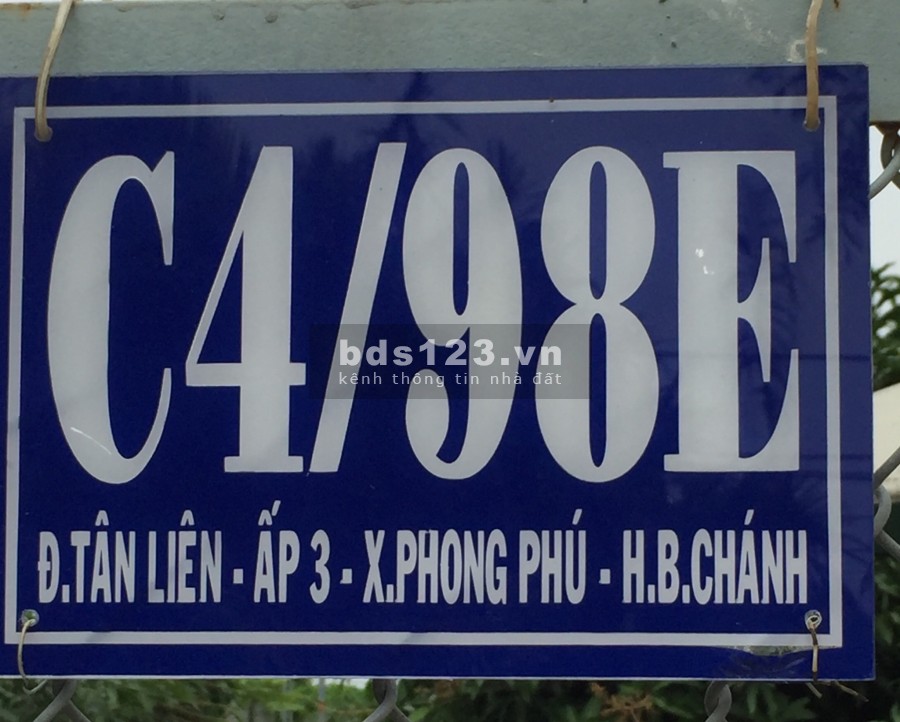 C4/98E
bds123.vn
kênh thông tin nhà đất
Đ.TÂN LIÊN - ẤP 3 - X.PHONG PHÚ - H.B.CHÁNH